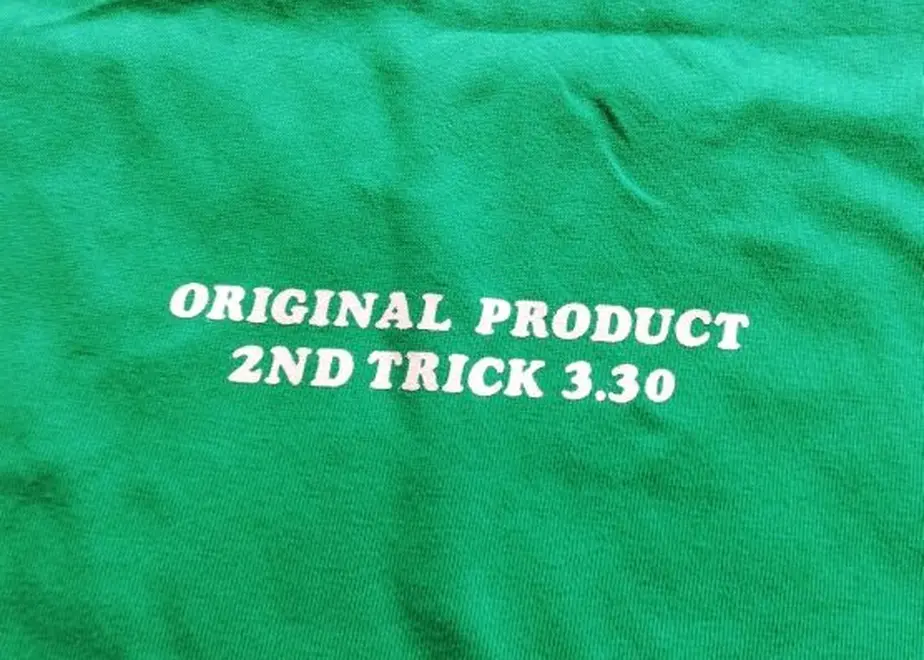 ORIGINAL PRODUCT
2ND TRICK 3.30